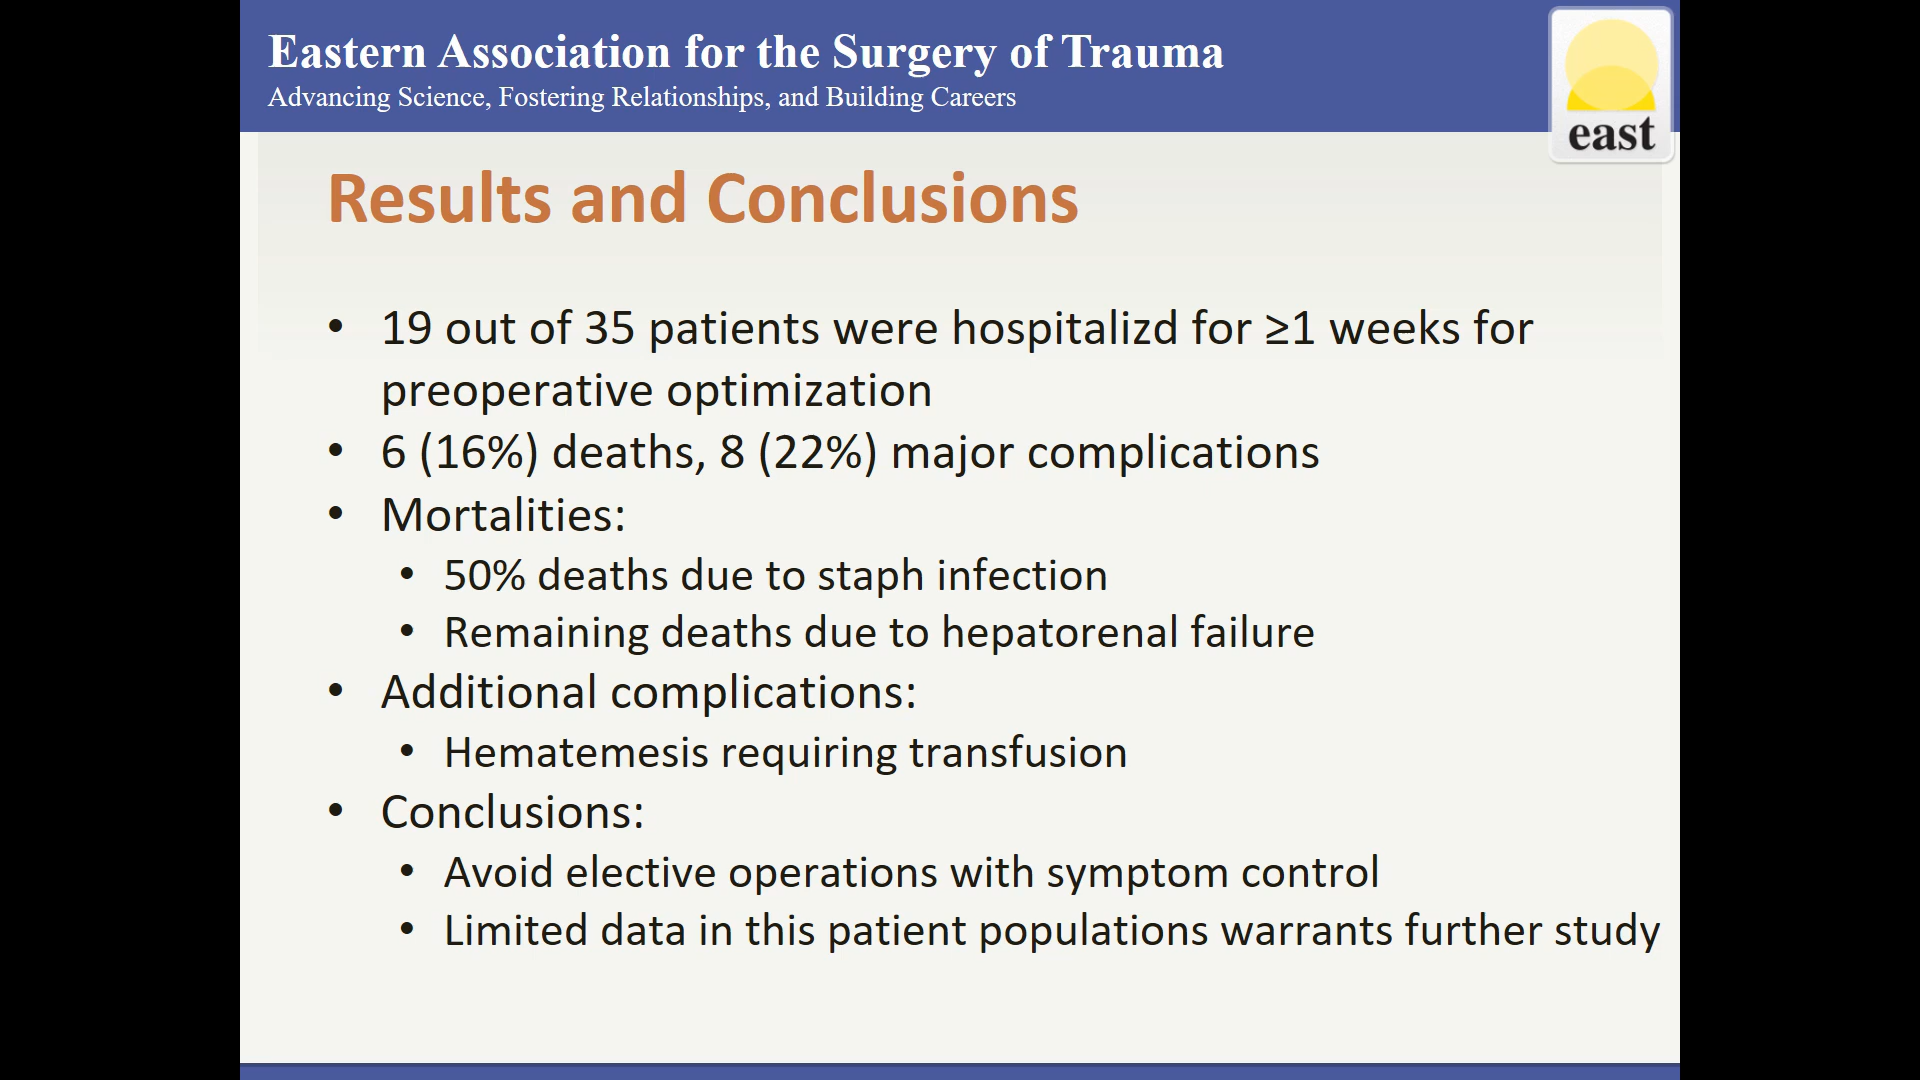 Eastern Association for the Surgery of Trauma
Advancing Science, Fostering Relationships, and Building Careers
east
Results and Conclusions
• 19 out of 35 patients were hospitalizd for ≥1 weeks for
preoperative optimization
• 6 (16%) deaths, 8 (22%) major complications
• Mortalities:
• 50% deaths due to staph infection
• Remaining deaths due to hepatorenal failure
• Additional complications:
• Hematemesis requiring transfusion
• Conclusions:
• Avoid elective operations with symptom control
• Limited data in this patient populations warrants further study